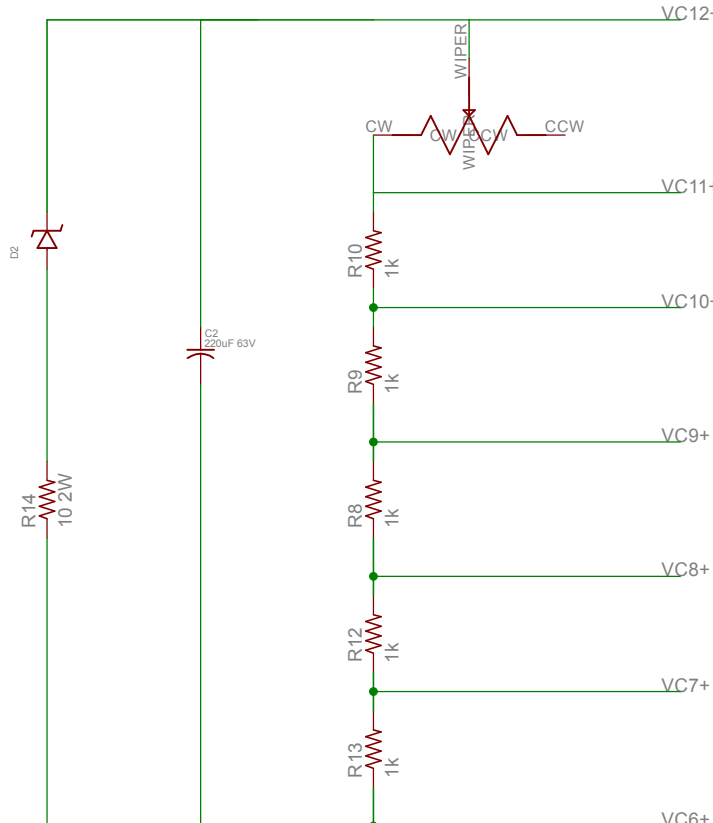 VC12
WIPER
CW
CW
CCW
CCW
WIPER
VC11+
D2
R10
1k
VC10
C2
220uF 63V
R9
1k
VC9+
R14
10 2W
R8
1k
VC8+
R12
1k
VC7+
R13
1k
VC6+